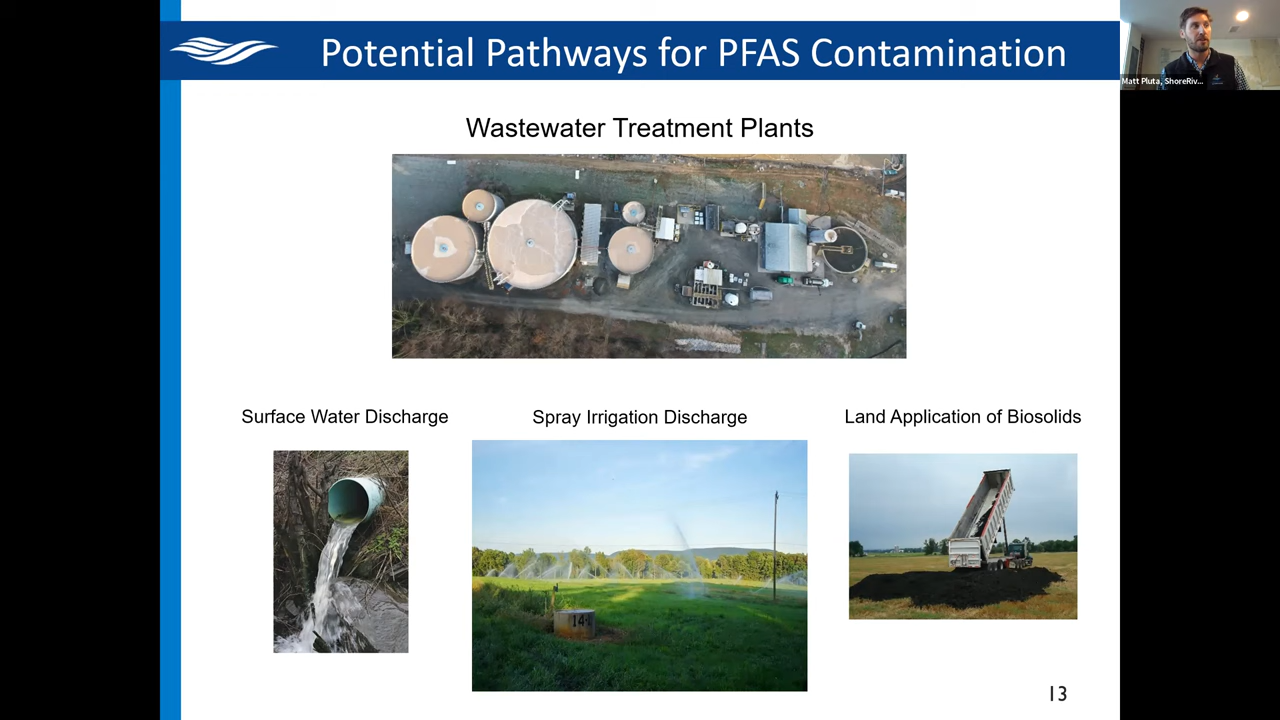 Potential Pathways for PFAS Contamination
Matt Pluta, ShoreRiv...
Wastewater Treatment Plants
Surface Water Discharge
Spray Irrigation Discharge
Land Application of Biosolids
13